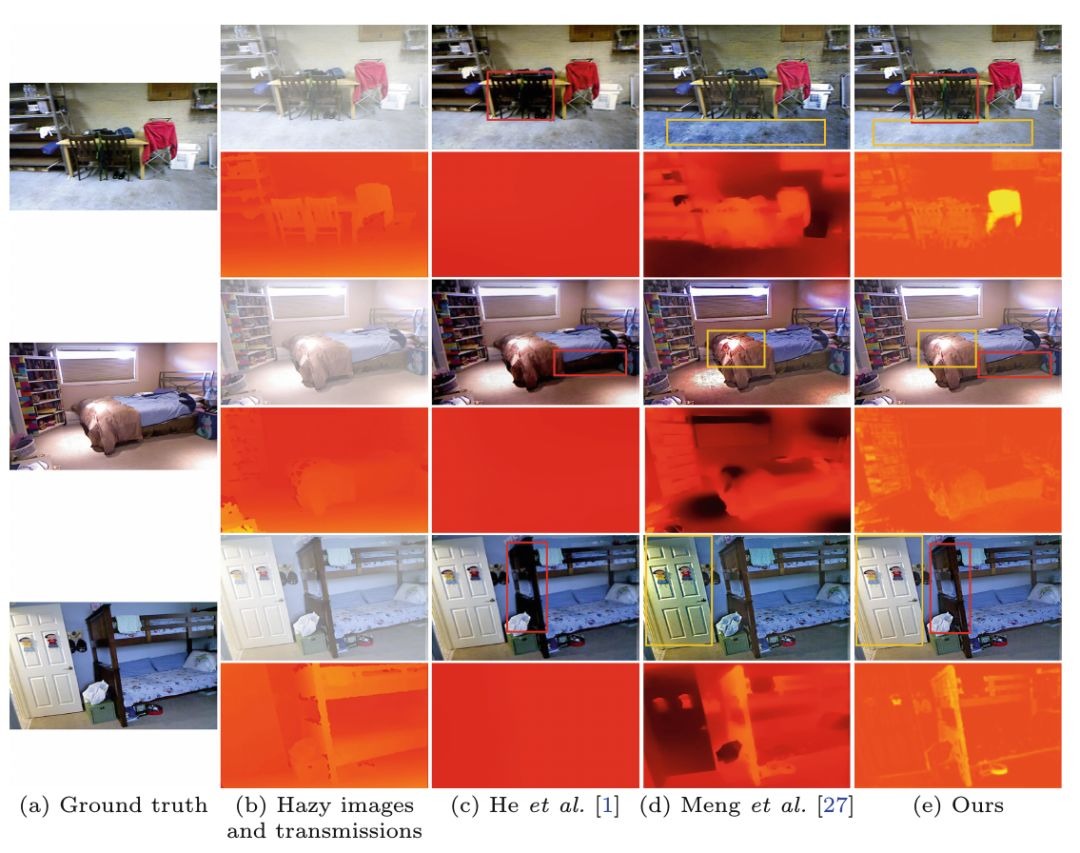 (a) Ground truth
(b) Hazy images
and transmissions
(c) He et al. [1]
(d) Meng et al. [27]
(e) Ours